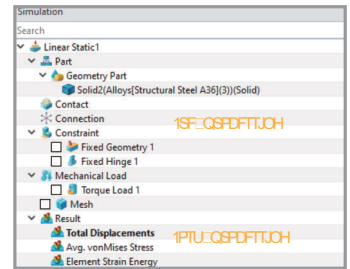 Simulation
Search
Linear Static1
Part
Geometry Part
Solid2(Alloys[Structural Steel A36](3))(Solid)
Contact
Connection
1SF_QSPDFTTJOH
Constraint
Fixed Geometry 1
Fixed Hinge 1
Mechanical Load
Torque Load 1
Mesh
Result
Total Displacements
1PTU_QSPDFTTJOH
Avg. vonMises Stress
Element Strain Energy